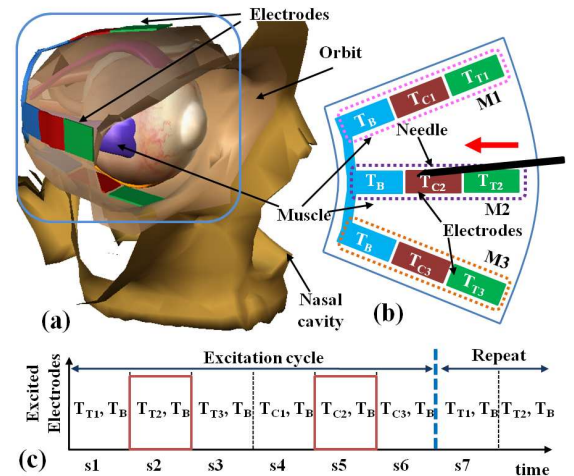 Electrodes
Orbit
Muscle
Nasal
cavity
(a)
T_B T_C1 T_T1
M1
Needle
T_B T_C2 T_T2
M2
Electrodes
T_B T_C3 T_T3
M3
(b)
Excitation cycle Repeat
Excited
Electrodes
T_T1, T_B T_T2, T_B T_T3, T_B T_C1, T_B T_C2, T_B T_C3, T_B T_T1, T_B T_T2, T_B
(c) s1 s2 s3 s4 s5 s6 s7 time